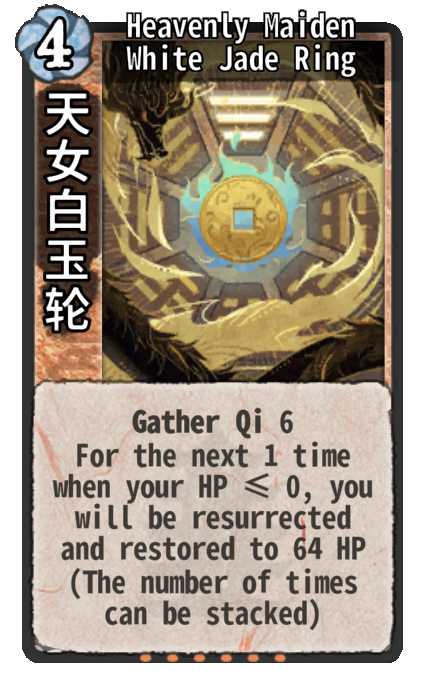 4
Heavenly Maiden
White Jade Ring
天女白玉轮
Gather Qi 6
For the next 1 time
when your HP ≤ 0, you
will be resurrected
and restored to 64 HP
(The number of times
can be stacked)